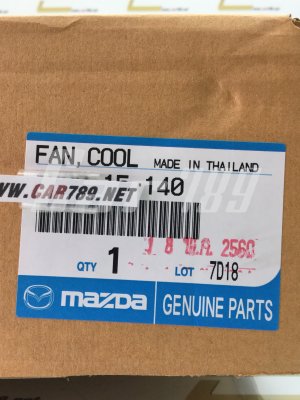 FAN, COOL MADE IN THAILAND
WWW.CAR789.NET
15-140
QTY 1 LOT 7D18
mazda GENUINE PARTS